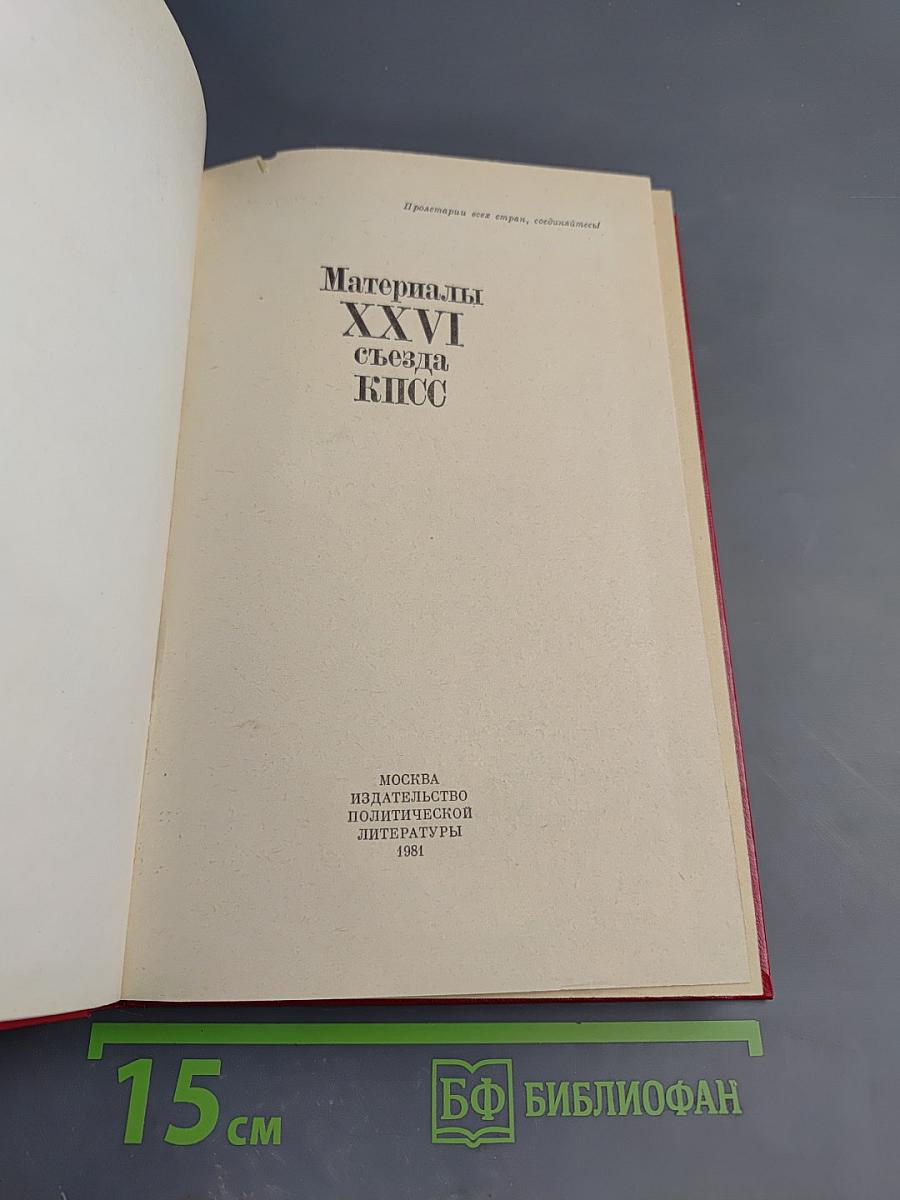 Пролетарии всех стран, соединяйтесь!
Материалы
XXVI
съезда
КПСС
МОСКВА
ИЗДАТЕЛЬСТВО
ПОЛИТИЧЕСКОЙ
ЛИТЕРАТУРЫ
1981
15 см
БФ БИБЛИОФАН